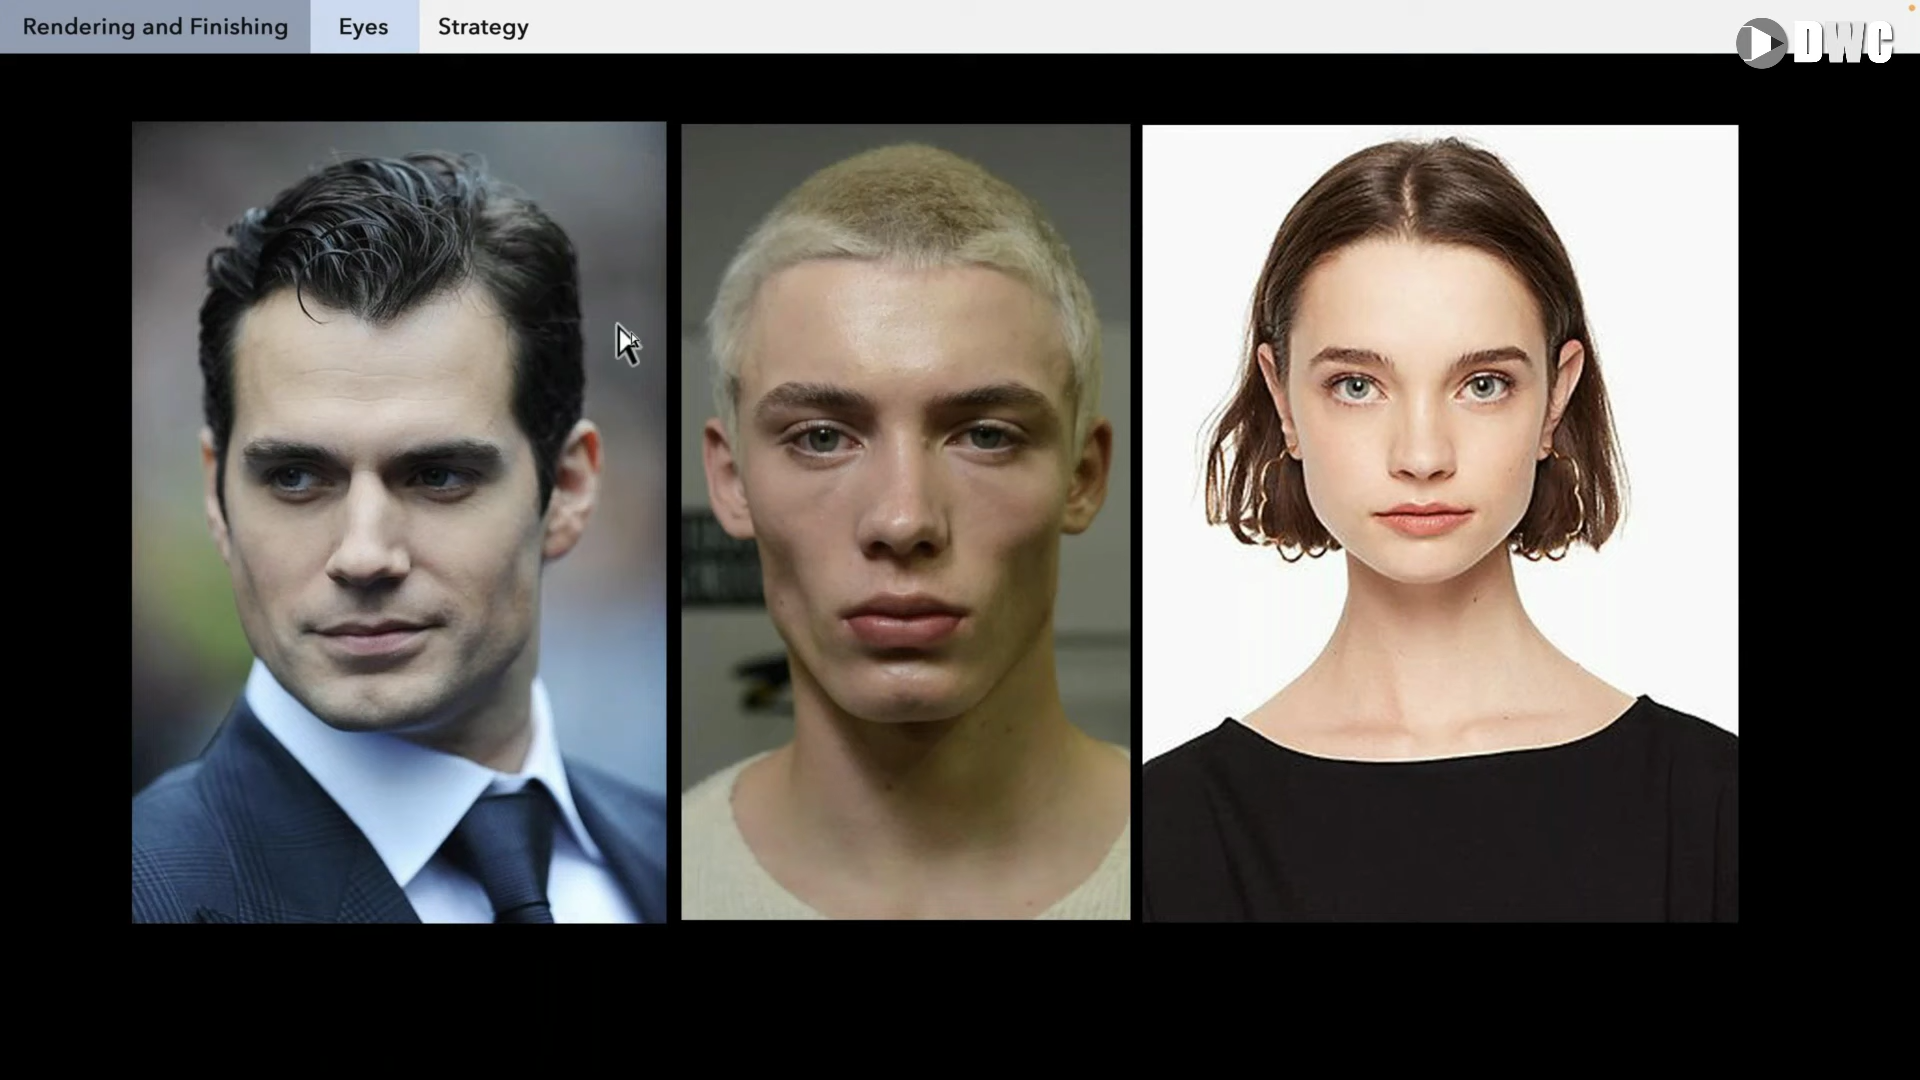 Rendering and Finishing
Eyes
Strategy
DWC